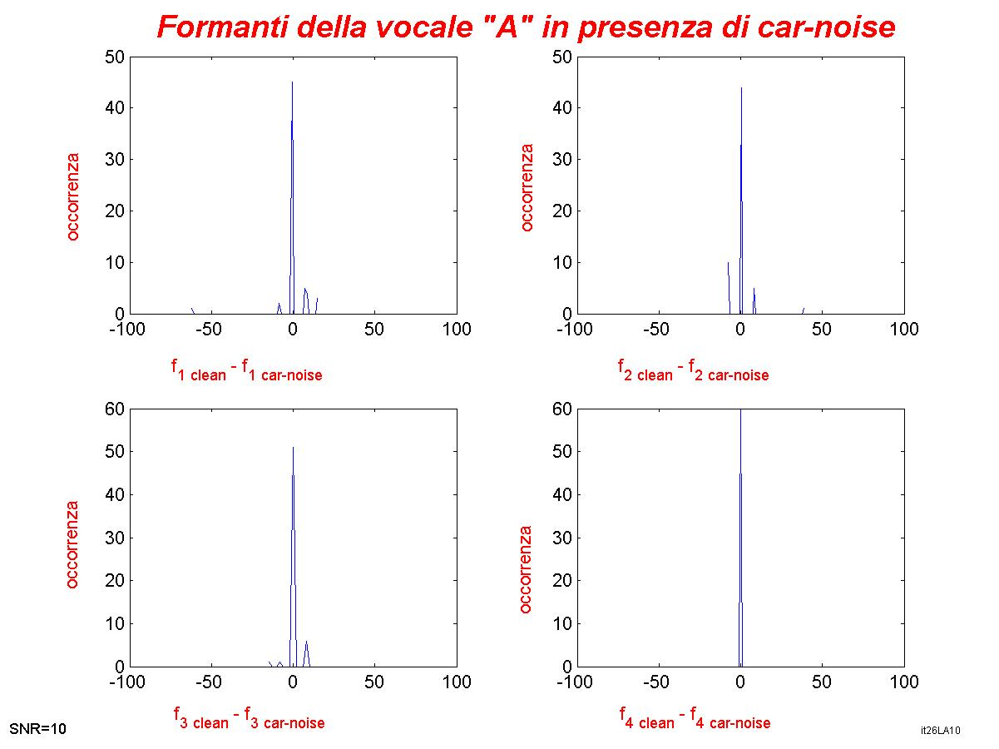 Formanti della vocale "A" in presenza di car-noise
50
40
30
20
10
0
occorrenza
-100 -50 0 50 100
f1 clean - f1 car-noise
50
40
30
20
10
0
occorrenza
-100 -50 0 50 100
f2 clean - f2 car-noise
60
50
40
30
20
10
0
occorrenza
-100 -50 0 50 100
f3 clean - f3 car-noise
60
50
40
30
20
10
0
occorrenza
-100 -50 0 50 100
f4 clean - f4 car-noise
SNR=10
it26LA10